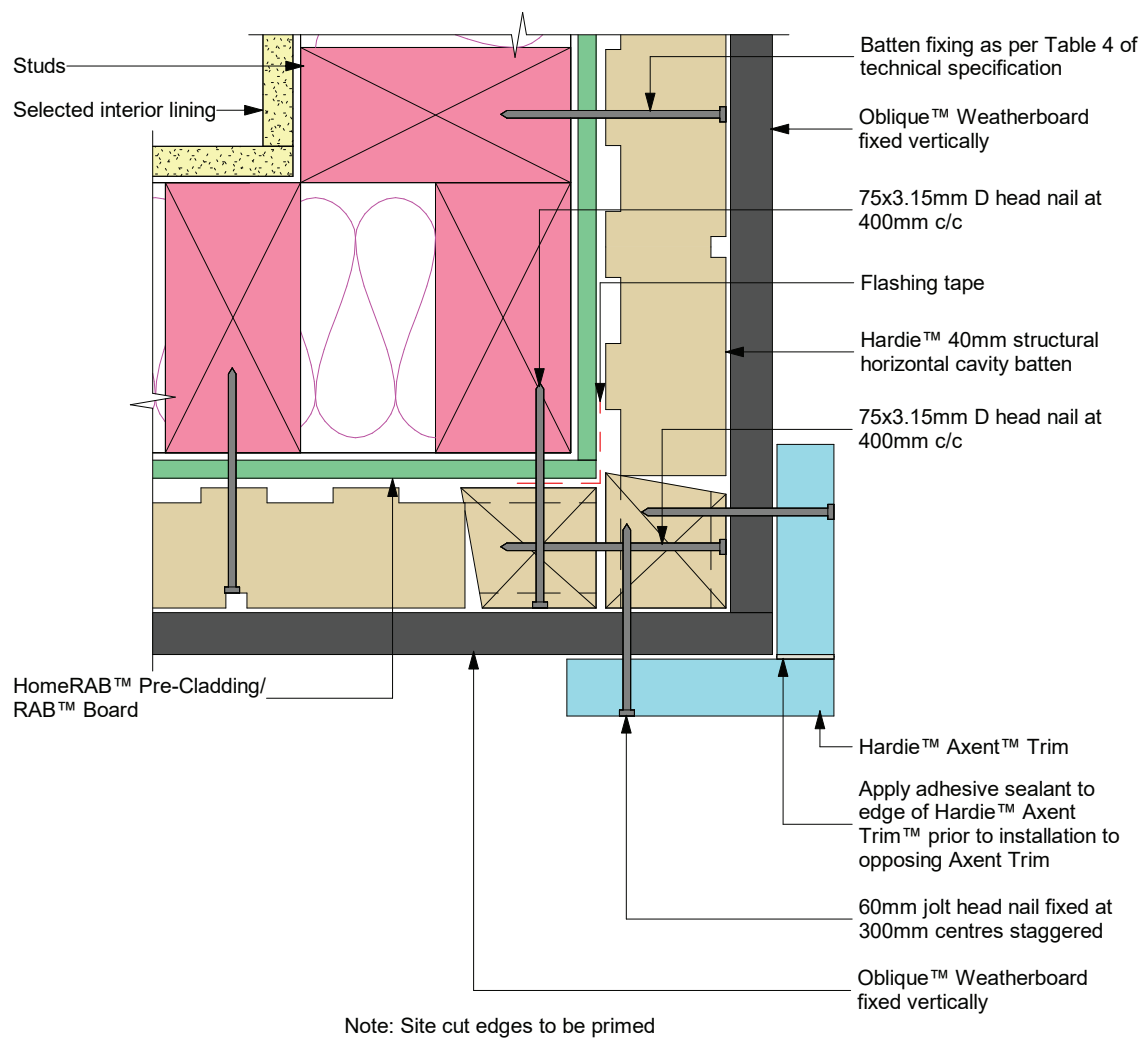 Studs
Selected interior lining
Batten fixing as per Table 4 of
technical specification
Oblique™ Weatherboard
fixed vertically
75x3.15mm D head nail at
400mm c/c
Flashing tape
Hardie™ 40mm structural
horizontal cavity batten
75x3.15mm D head nail at
400mm c/c
HomeRAB™ Pre-Cladding/
RAB™ Board
Hardie™ Axent™ Trim
Apply adhesive sealant to
edge of Hardie™ Axent
Trim™ prior to installation to
opposing Axent Trim
60mm jolt head nail fixed at
300mm centres staggered
Oblique™ Weatherboard
fixed vertically
Note: Site cut edges to be primed